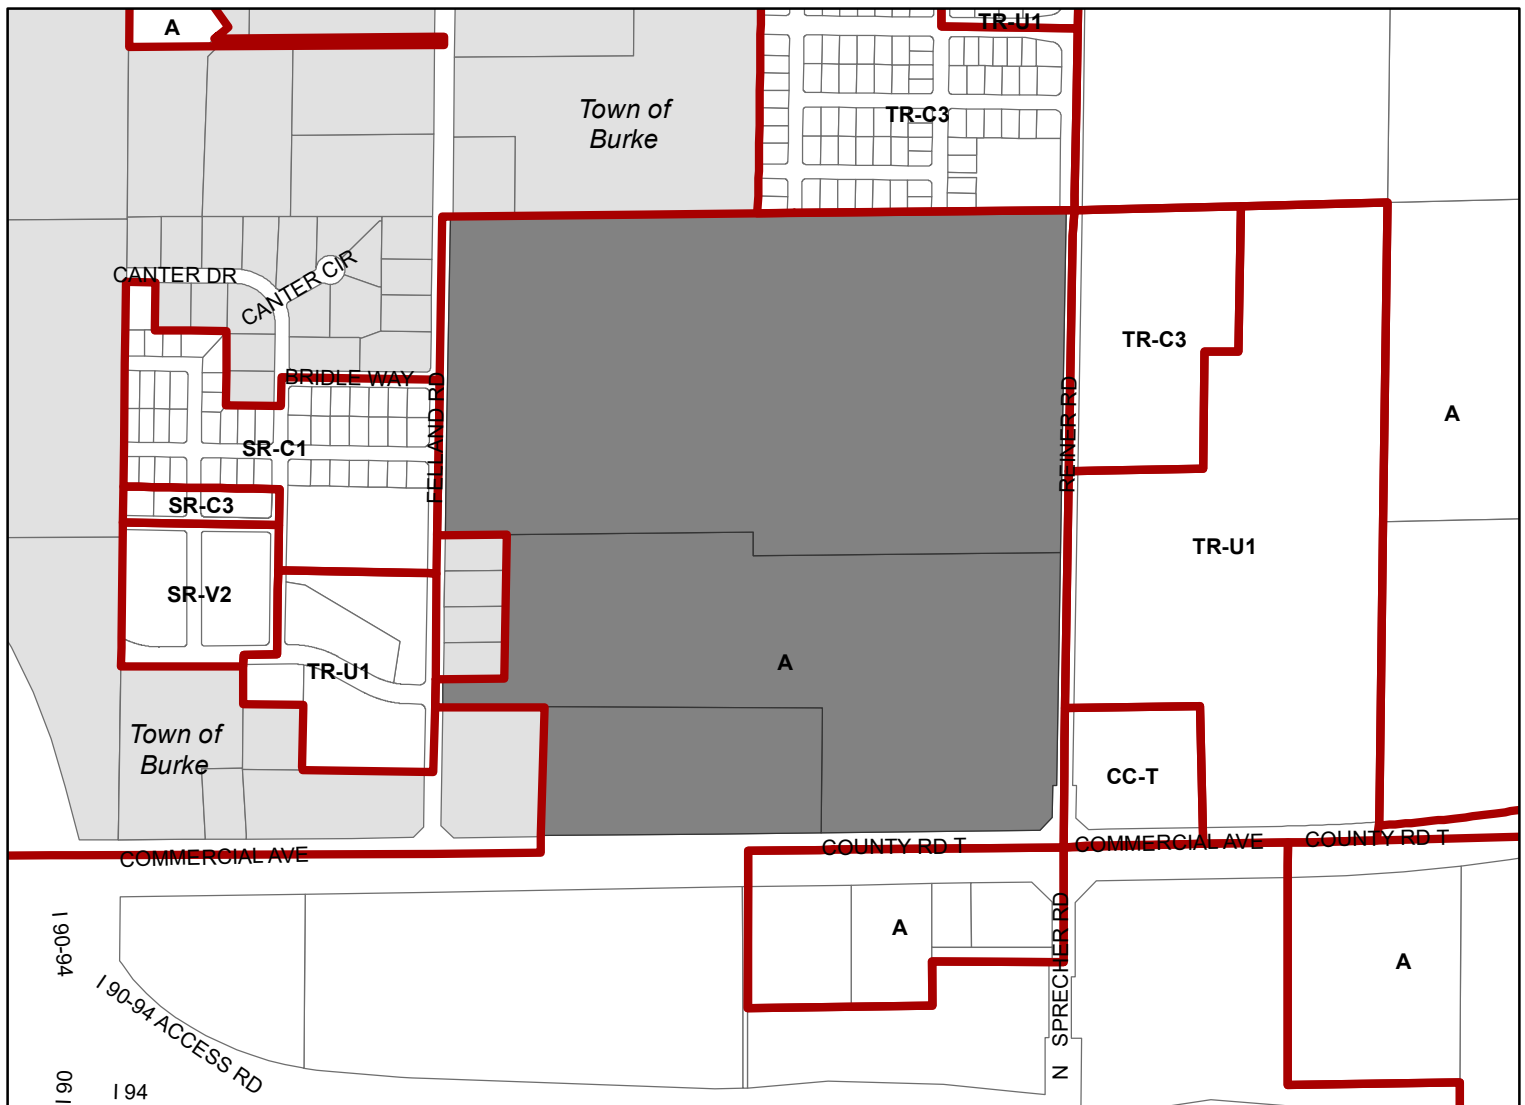 A
TR-U1
Town of
Burke
TR-C3
CANTER DR
CANTER CIR
TR-C3
BRIDLE WAY
FELLAND RD
REINER RD
A
SR-C1
SR-C3
TR-U1
SR-V2
TR-U1
A
Town of
Burke
CC-T
COMMERCIAL AVE
COUNTY RD T
COMMERCIAL AVE
COUNTY RD T
A
N SPRECHER RD
A
I 90-94
I 90-94 ACCESS RD
I 94